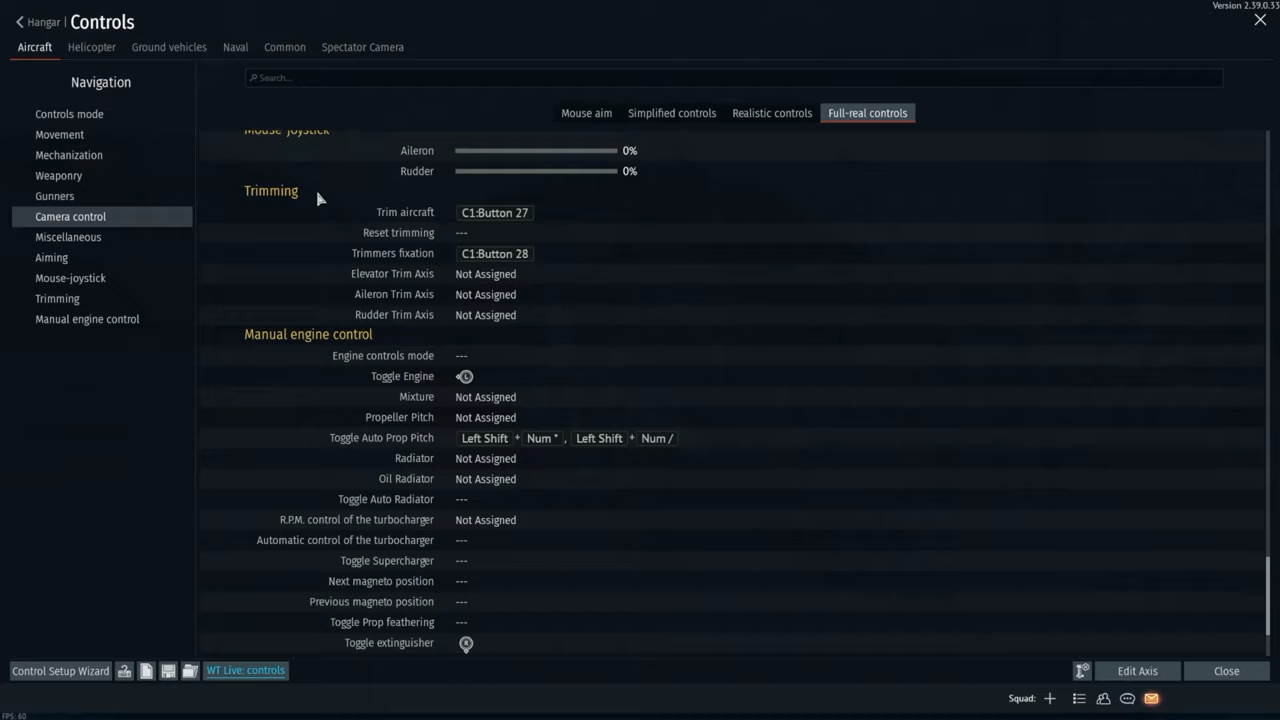 Version 2.39.0.33
Hangar | Controls
Aircraft Helicopter Ground vehicles Naval Common Spectator Camera
Navigation
Controls mode
Movement
Mechanization
Weaponry
Gunners
Camera control
Miscellaneous
Aiming
Mouse-joystick
Trimming
Manual engine control
Search...
Mouse aim Simplified controls Realistic controls Full-real controls
Mouse-joystick
Aileron 0%
Rudder 0%
Trimming
Trim aircraft C1:Button 27
Reset trimming ---
Trimmers fixation C1:Button 28
Elevator Trim Axis Not Assigned
Aileron Trim Axis Not Assigned
Rudder Trim Axis Not Assigned
Manual engine control
Engine controls mode ---
Toggle Engine L
Mixture Not Assigned
Propeller Pitch Not Assigned
Toggle Auto Prop Pitch Left Shift + Num * , Left Shift + Num /
Radiator Not Assigned
Oil Radiator Not Assigned
Toggle Auto Radiator ---
R.P.M. control of the turbocharger Not Assigned
Automatic control of the turbocharger ---
Toggle Supercharger ---
Next magneto position ---
Previous magneto position ---
Toggle Prop feathering ---
Toggle extinguisher R
Control Setup Wizard WT Live: controls Edit Axis Close
Squad: +
FPS: 60